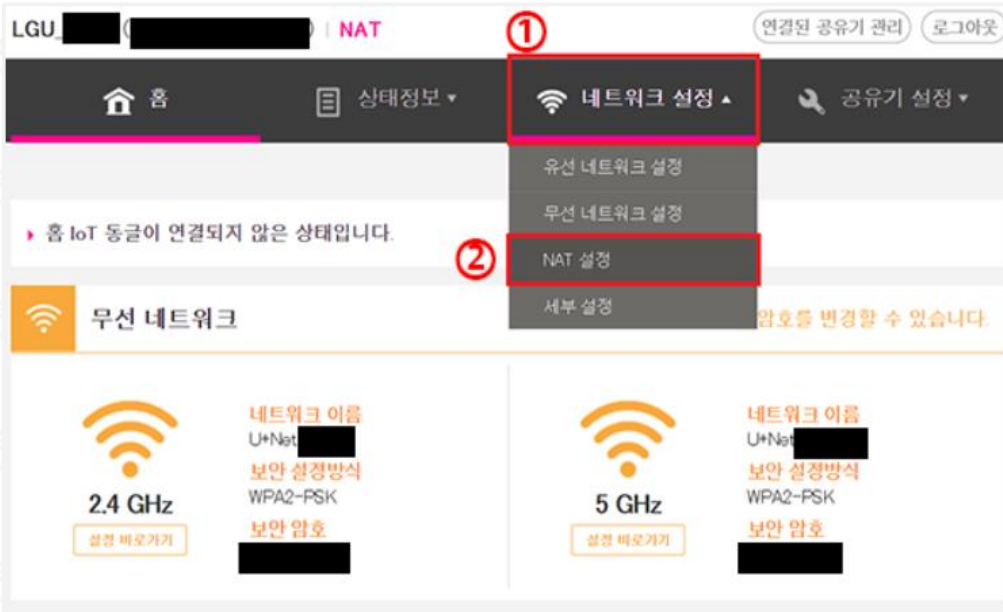 LGU_ ( ) | NAT
①
연결된 공유기 관리
로그아웃
홈
상태정보 ▾
네트워크 설정 ▴
공유기 설정 ▾
유선 네트워크 설정
무선 네트워크 설정
②
NAT 설정
세부 설정
▸ 홈 IoT 동글이 연결되지 않은 상태입니다.
무선 네트워크
암호를 변경할 수 있습니다.
2.4 GHz
설정 바로가기
네트워크 이름
U+Net
보안 설정방식
WPA2-PSK
보안 암호
5 GHz
설정 바로가기
네트워크 이름
U+Net
보안 설정방식
WPA2-PSK
보안 암호